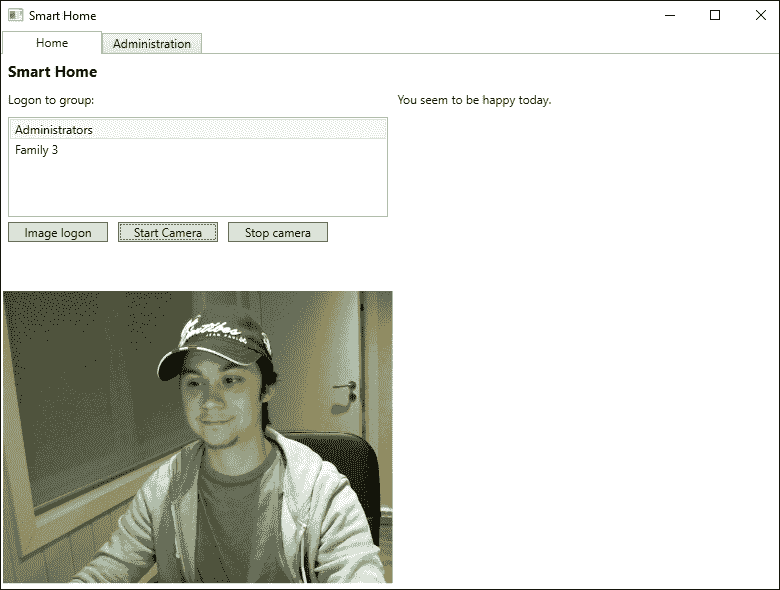 Smart Home
Home
Administration
Smart Home
Logon to group:
You seem to be happy today.
Administrators
Family 3
Image logon
Start Camera
Stop camera